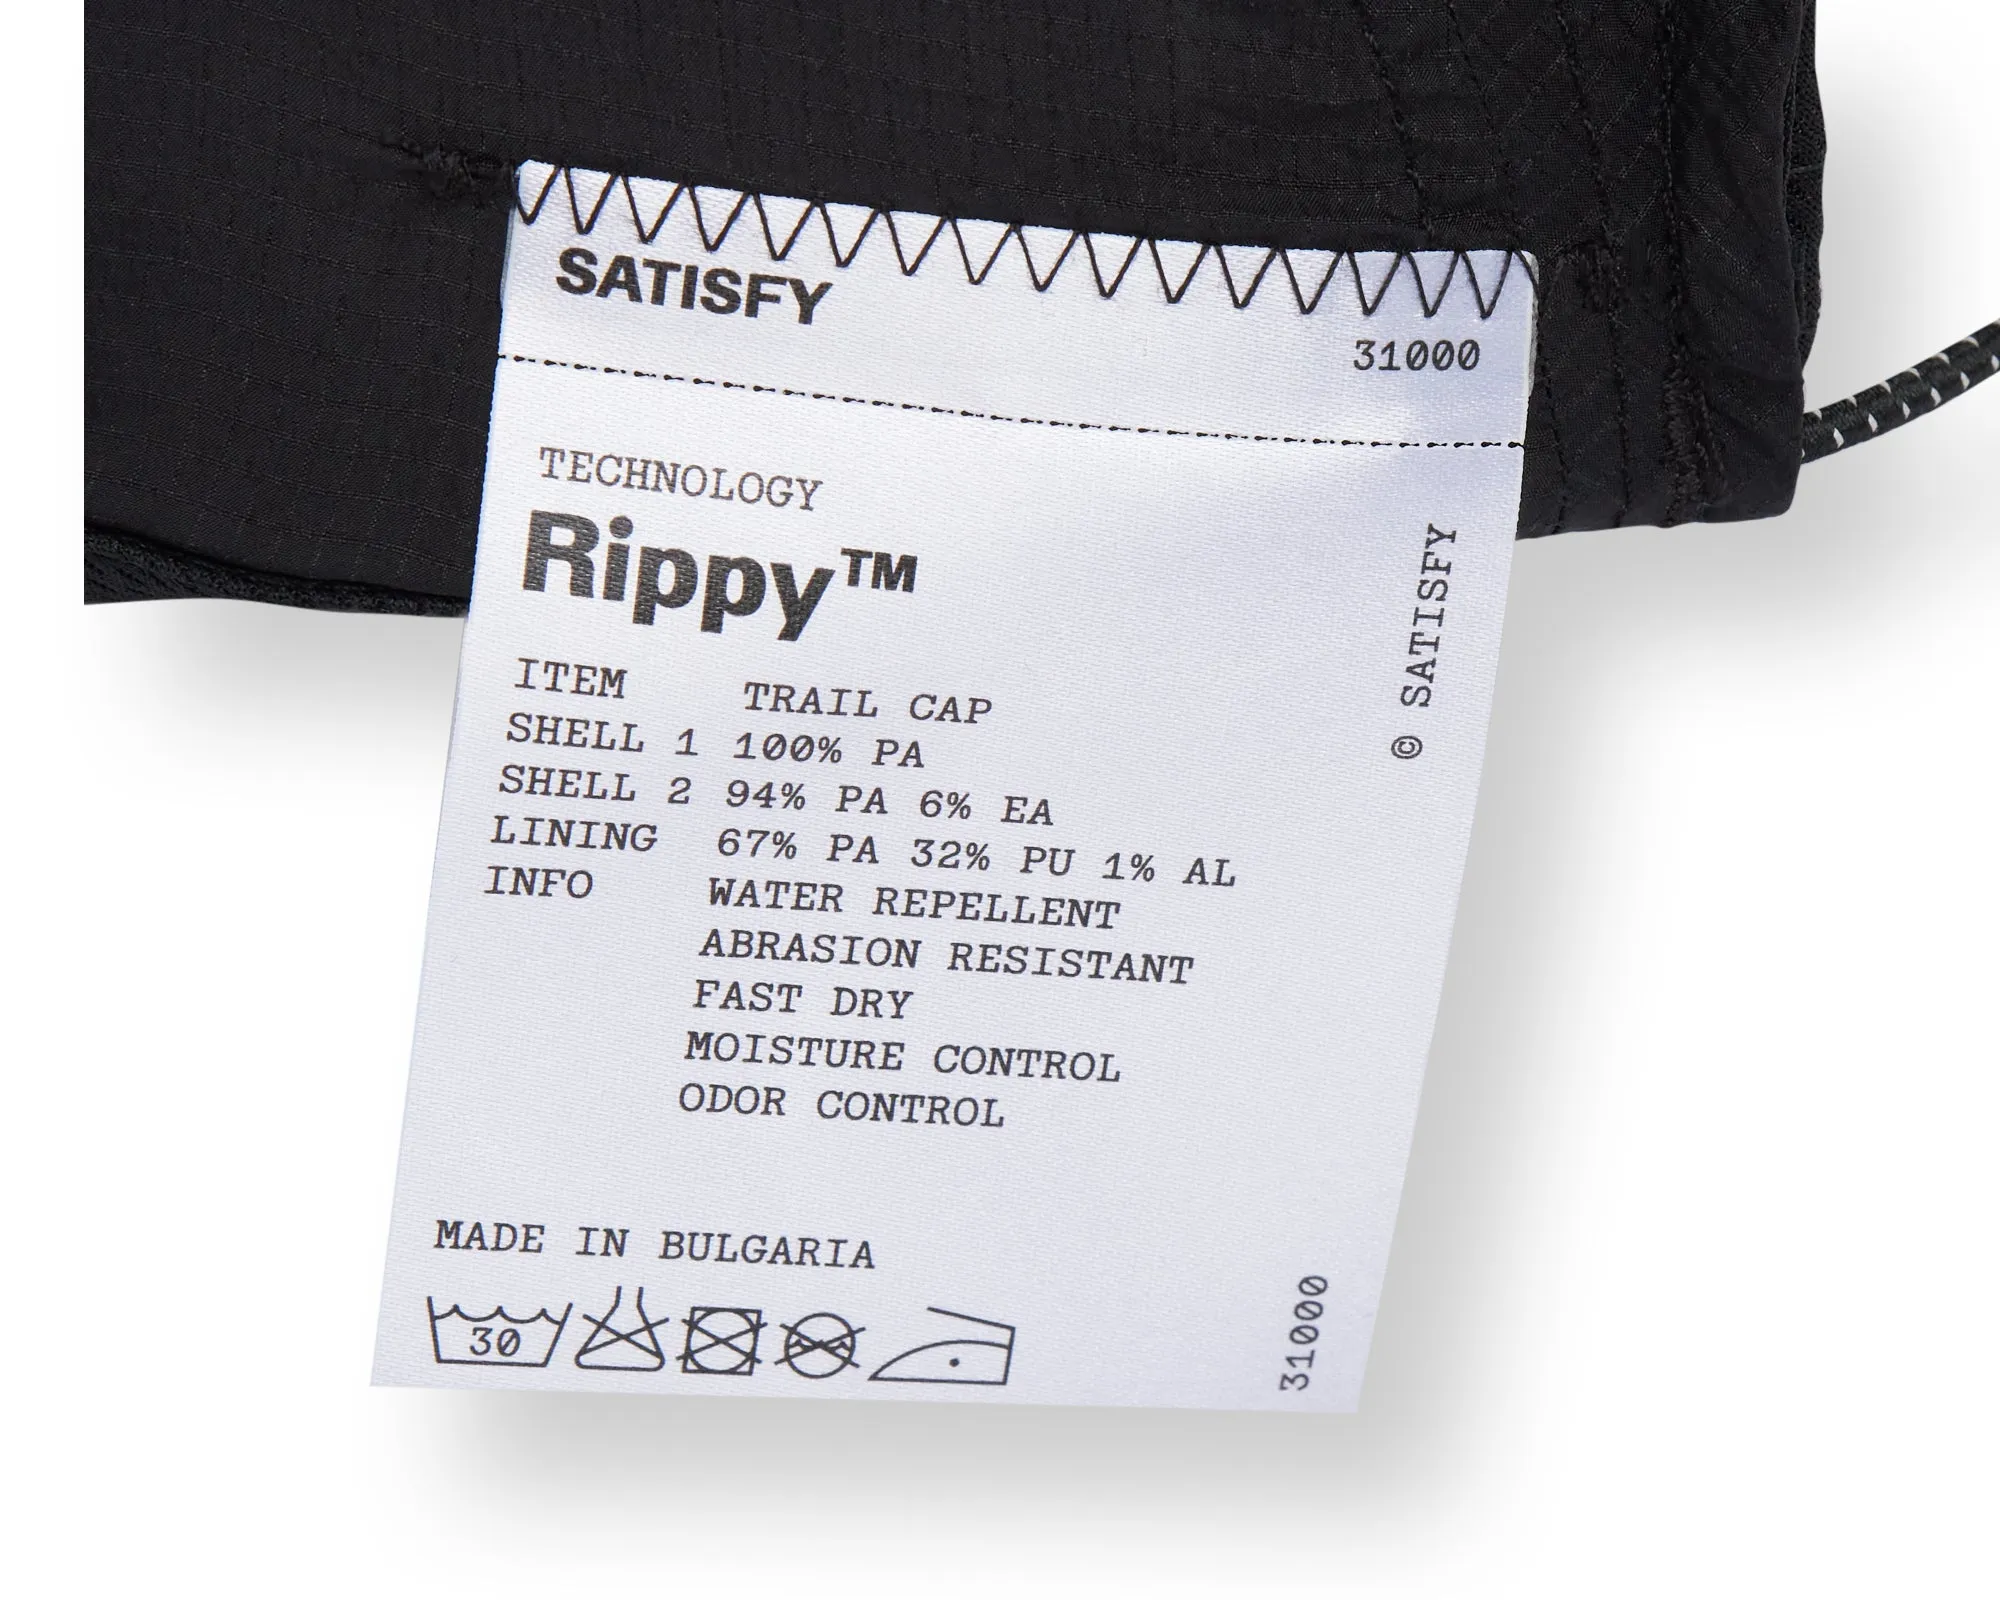 SATISFY
31000
TECHNOLOGY
Rippy™
© SATISFY
ITEM TRAIL CAP
SHELL 1 100% PA
SHELL 2 94% PA 6% EA
LINING 67% PA 32% PU 1% AL
INFO WATER REPELLENT
ABRASION RESISTANT
FAST DRY
MOISTURE CONTROL
ODOR CONTROL
MADE IN BULGARIA
30
31000